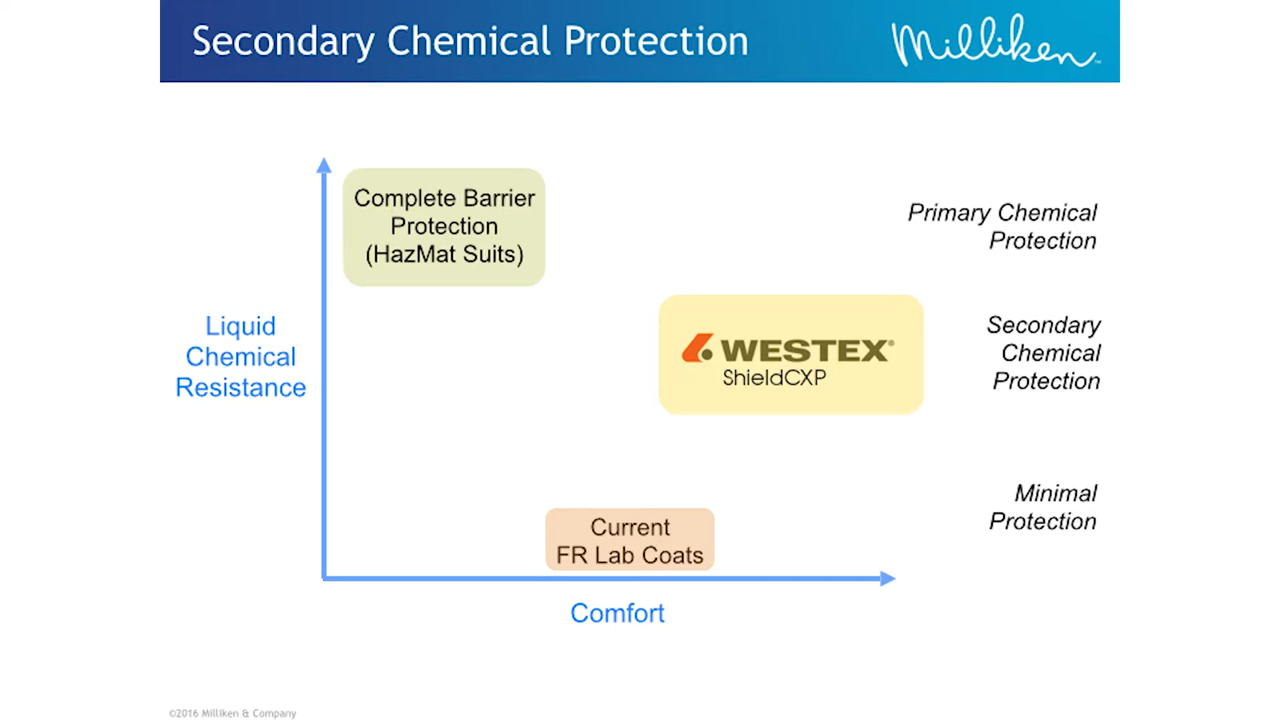 Secondary Chemical Protection
Milliken™
Complete Barrier
Protection
(HazMat Suits)
Primary Chemical
Protection
Liquid
Chemical
Resistance
WESTEX®
ShieldCXP
Secondary
Chemical
Protection
Minimal
Protection
Current
FR Lab Coats
Comfort
©2016 Milliken & Company